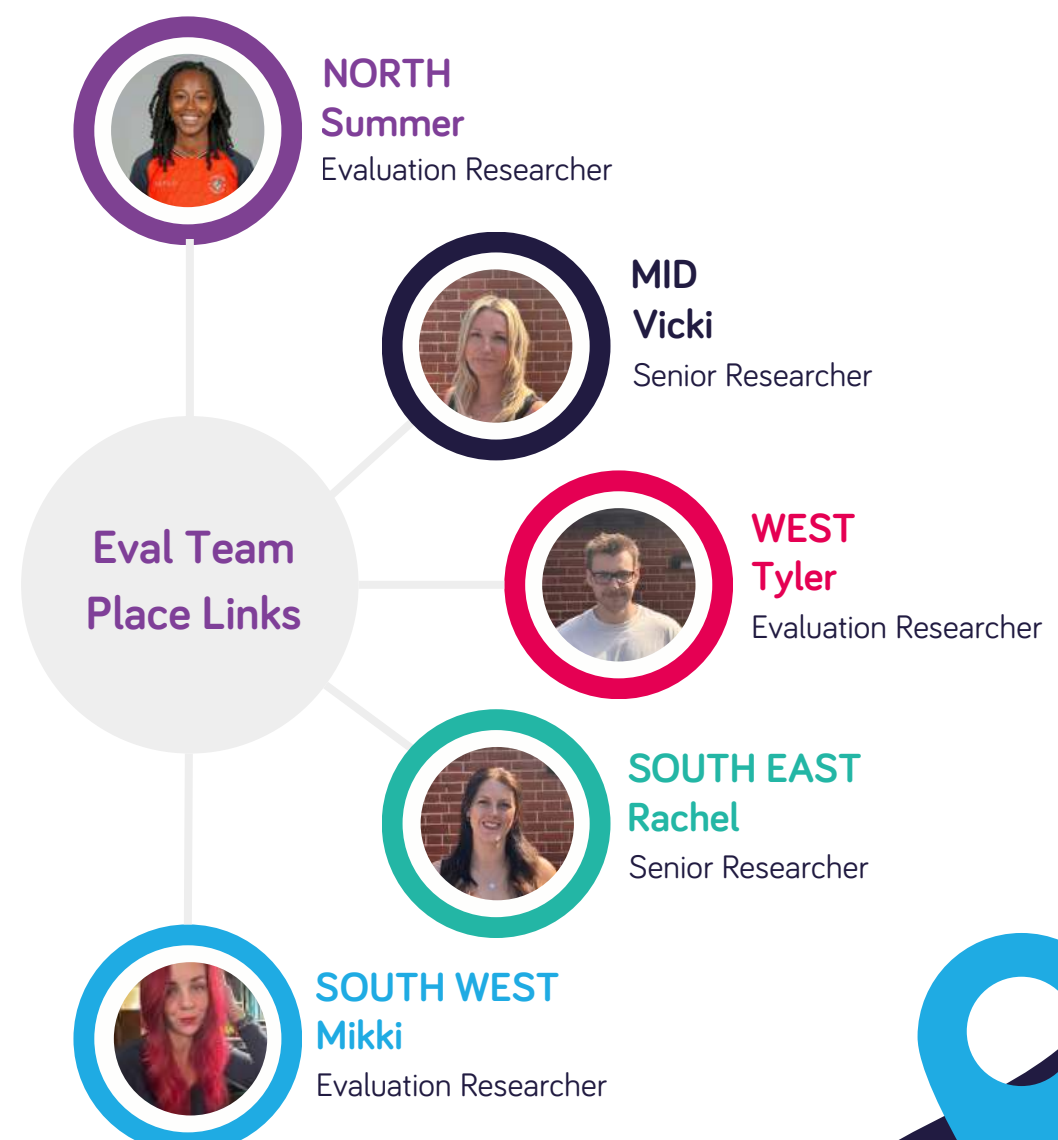 NORTH
Summer
Evaluation Researcher
MID
Vicki
Senior Researcher
Eval Team
Place Links
WEST
Tyler
Evaluation Researcher
SOUTH EAST
Rachel
Senior Researcher
SOUTH WEST
Mikki
Evaluation Researcher